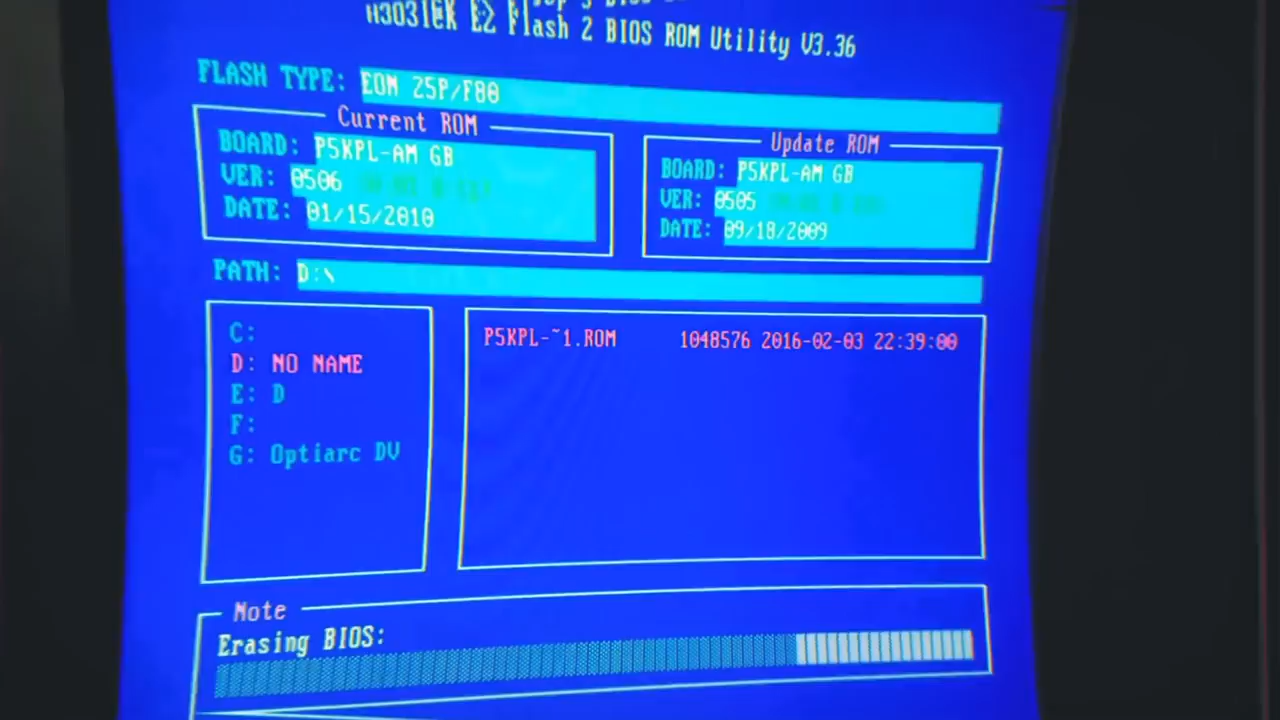 Flash 2 BIOS ROM Utility V3.36
FLASH TYPE: EON 25P/F80
Current ROM
BOARD: P5KPL-AM GB
VER: 0506
DATE: 01/15/2010
Update ROM
BOARD: P5KPL-AM GB
VER: 0505
DATE: 09/18/2009
PATH: D:\
C:
D: NO NAME
E: D
F:
G: Optiarc DV
P5KPL-~1.ROM 1048576 2016-02-03 22:39:00
Note
Erasing BIOS: